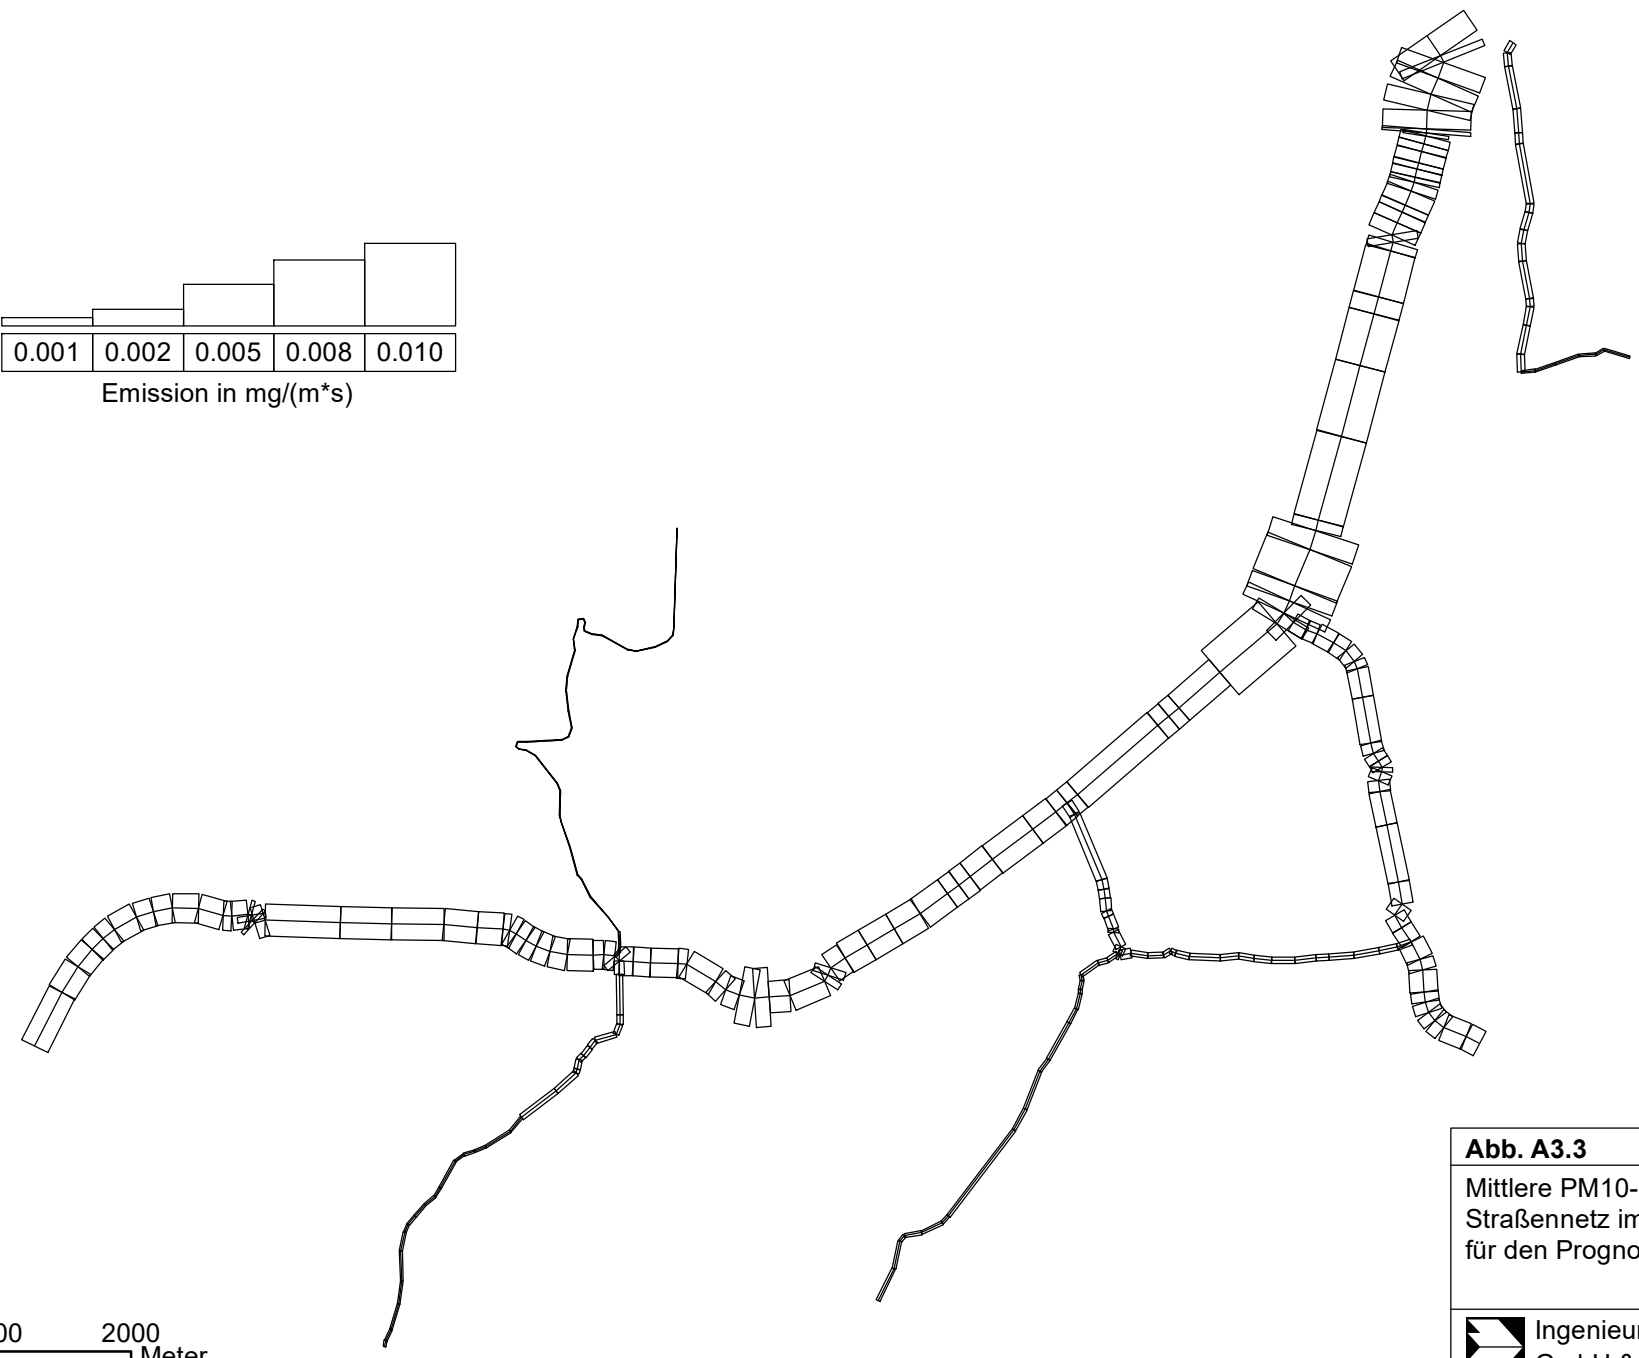 0.001 0.002 0.005 0.008 0.010
Emission in mg/(m*s)
Abb. A3.3
Mittlere PM10-
Straßennetz im
für den Progno
00 2000
Meter
Ingenieur